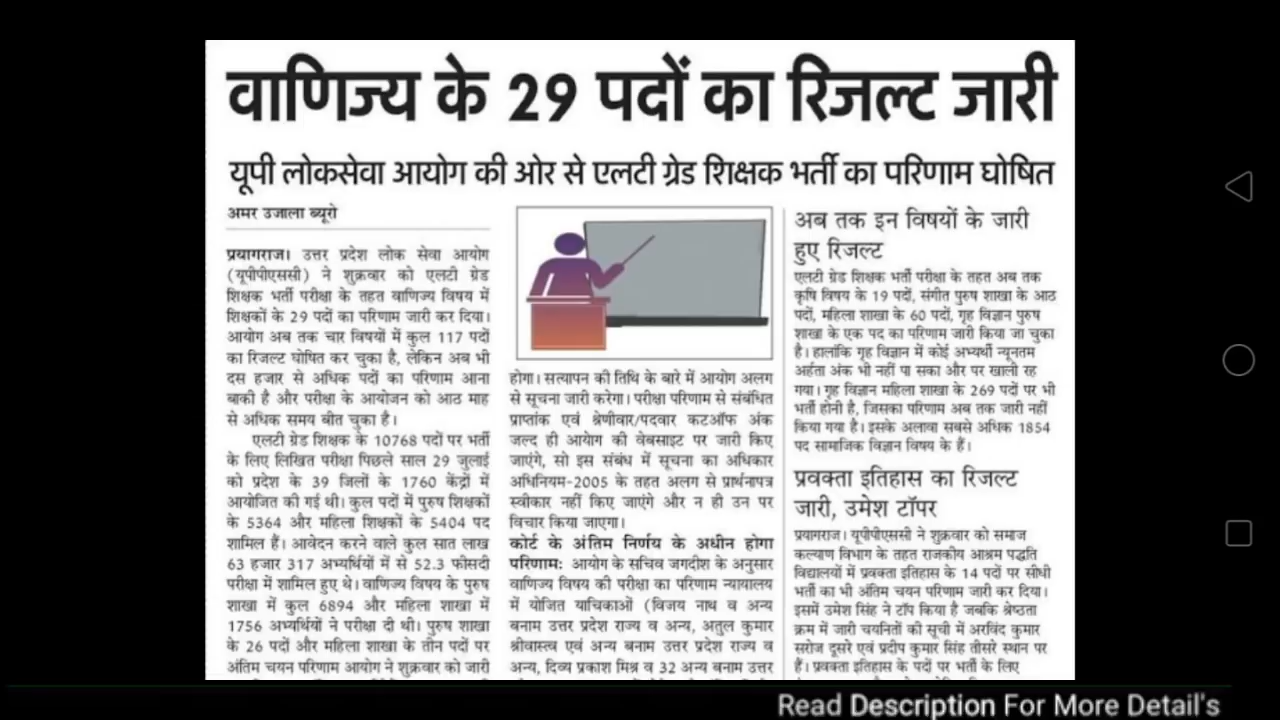 वाणिज्य के 29 पदों का रिजल्ट जारी
यूपी लोकसेवा आयोग की ओर से एलटी ग्रेड शिक्षक भर्ती का परिणाम घोषित
अमर उजाला ब्यूरो
प्रयागराज। उत्तर प्रदेश लोक सेवा आयोग
(यूपीपीएससी) ने शुक्रवार को एलटी ग्रेड
शिक्षक भर्ती परीक्षा के तहत वाणिज्य विषय में
शिक्षकों के 29 पदों का परिणाम जारी कर दिया।
आयोग अब तक चार विषयों में कुल 117 पदों
का रिजल्ट घोषित कर चुका है, लेकिन अब भी
दस हजार से अधिक पदों का परिणाम आना
बाकी है और परीक्षा के आयोजन को आठ माह
से अधिक समय बीत चुका है।
एलटी ग्रेड शिक्षक के 10768 पदों पर भर्ती
के लिए लिखित परीक्षा पिछले साल 29 जुलाई
को प्रदेश के 39 जिलों के 1760 केंद्रों में
आयोजित की गई थी। कुल पदों में पुरुष शिक्षकों
के 5364 और महिला शिक्षकों के 5404 पद
शामिल हैं। आवेदन करने वाले कुल सात लाख
63 हजार 317 अभ्यर्थियों में से 52.3 फीसदी
परीक्षा में शामिल हुए थे। वाणिज्य विषय के पुरुष
शाखा में कुल 6894 और महिला शाखा में
1756 अभ्यर्थियों ने परीक्षा दी थी। पुरुष शाखा
के 26 पदों और महिला शाखा के तीन पदों पर
अंतिम चयन परिणाम आयोग ने शुक्रवार को जारी
होगा। सत्यापन की तिथि के बारे में आयोग अलग
से सूचना जारी करेगा। परीक्षा परिणाम से संबंधित
प्राप्तांक एवं श्रेणीवार/पदवार कटऑफ अंक
जल्द ही आयोग की वेबसाइट पर जारी किए
जाएंगे, सो इस संबंध में सूचना का अधिकार
अधिनियम-2005 के तहत अलग से प्रार्थनापत्र
स्वीकार नहीं किए जाएंगे और न ही उन पर
विचार किया जाएगा।
कोर्ट के अंतिम निर्णय के अधीन होगा
परिणाम: आयोग के सचिव जगदीश के अनुसार
वाणिज्य विषय की परीक्षा का परिणाम न्यायालय
में योजित याचिकाओं (विजय नाथ व अन्य
बनाम उत्तर प्रदेश राज्य व अन्य, अतुल कुमार
श्रीवास्त्व एवं अन्य बनाम उत्तर प्रदेश राज्य व
अन्य, दिव्य प्रकाश मिश्र व 32 अन्य बनाम उत्तर
अब तक इन विषयों के जारी
हुए रिजल्ट
एलटी ग्रेड शिक्षक भर्ती परीक्षा के तहत अब तक
कृषि विषय के 19 पदों, संगीत पुरुष शाखा के आठ
पदों, महिला शाखा के 60 पदों, गृह विज्ञान पुरुष
शाखा के एक पद का परिणाम जारी किया जा चुका
है। हालांकि गृह विज्ञान में कोई अभ्यर्थी न्यूनतम
अर्हता अंक भी नहीं पा सका और पर खाली रह
गया। गृह विज्ञान महिला शाखा के 269 पदों पर भी
भर्ती होनी है, जिसका परिणाम अब तक जारी नहीं
किया गया है। इसके अलावा सबसे अधिक 1854
पद सामाजिक विज्ञान विषय के हैं।
प्रवक्ता इतिहास का रिजल्ट
जारी, उमेश टॉपर
प्रयागराज। यूपीपीएससी ने शुक्रवार को समाज
कल्याण विभाग के तहत राजकीय आश्रम पद्धति
विद्यालयों में प्रवक्ता इतिहास के 14 पदों पर सीधी
भर्ती का भी अंतिम चयन परिणाम जारी कर दिया।
इसमें उमेश सिंह ने टॉप किया है जबकि श्रेष्ठता
क्रम में जारी चयनितों की सूची में अरविंद कुमार
सरोज दूसरे एवं प्रदीप कुमार सिंह तीसरे स्थान पर
हैं। प्रवक्ता इतिहास के पदों पर भर्ती के लिए
Read Description For More Detail's